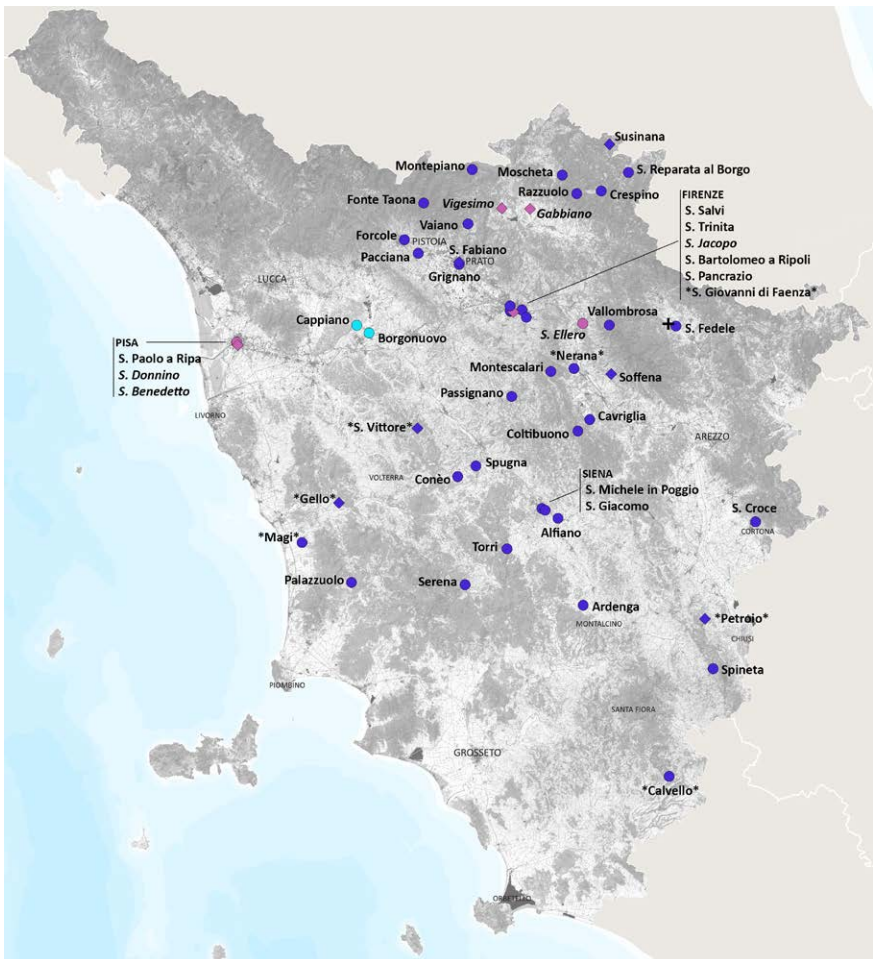 Susinana
Montepiano
Moscheta
S. Reparata al Borgo
Razzuolo
Crespino
Fonte Taona
Vigesimo
Gabbiano
FIRENZE
S. Salvi
S. Trinita
S. Jacopo
S. Bartolomeo a Ripoli
S. Pancrazio
*S. Giovanni di Faenza*
Vaiano
Forcole
PISTOIA
S. Fabiano
Pacciana
PRATO
Grignano
LUCCA
Cappiano
Borgonuovo
Vallombrosa
S. Ellero
S. Fedele
PISA
S. Paolo a Ripa
S. Donnino
S. Benedetto
*Nerana*
Montescalari
Soffena
Passignano
LIVORNO
Cavriglia
*S. Vittore*
Coltibuono
AREZZO
Spugna
VOLTERRA
Conèo
SIENA
S. Michele in Poggio
S. Giacomo
*Gello*
S. Croce
Alfiano
CORTONA
*Magi*
Torri
Palazzuolo
Serena
Ardenga
MONTALCINO
*Petrojo*
CHIUSI
Spineta
PIOMBINO
SANTA FIORA
GROSSETO
*Calvello*
ORBETELLO